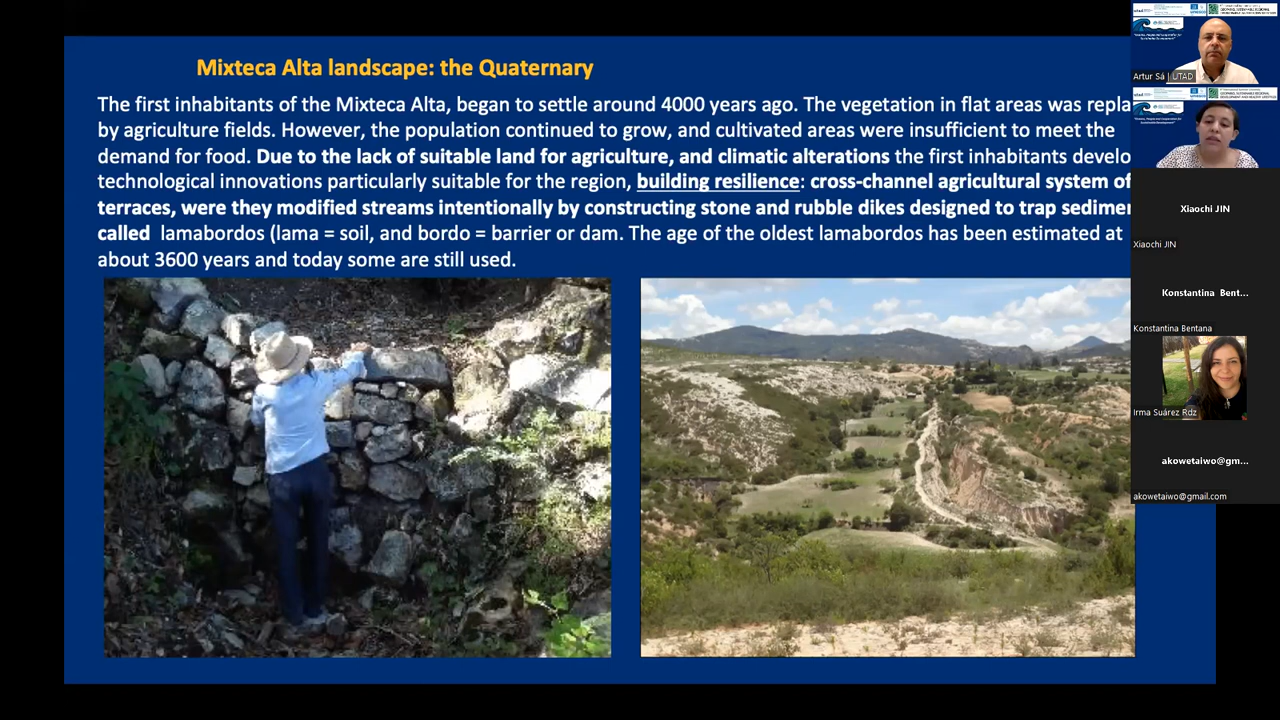 Mixteca Alta landscape: the Quaternary
The first inhabitants of the Mixteca Alta, began to settle around 4000 years ago. The vegetation in flat areas was repla
by agriculture fields. However, the population continued to grow, and cultivated areas were insufficient to meet the
demand for food. Due to the lack of suitable land for agriculture, and climatic alterations the first inhabitants develo
technological innovations particularly suitable for the region, building resilience: cross-channel agricultural system of
terraces, were they modified streams intentionally by constructing stone and rubble dikes designed to trap sedimen
called lamabordos (lama = soil, and bordo = barrier or dam. The age of the oldest lamabordos has been estimated at
about 3600 years and today some are still used.
Artur Sá | UTAD
Xiaochi JIN
Xiaochi JIN
Konstantina Bent...
Konstantina Bentana
Irma Suárez Rdz
akowetaiwo@gm...
akowetaiwo@gmail.com